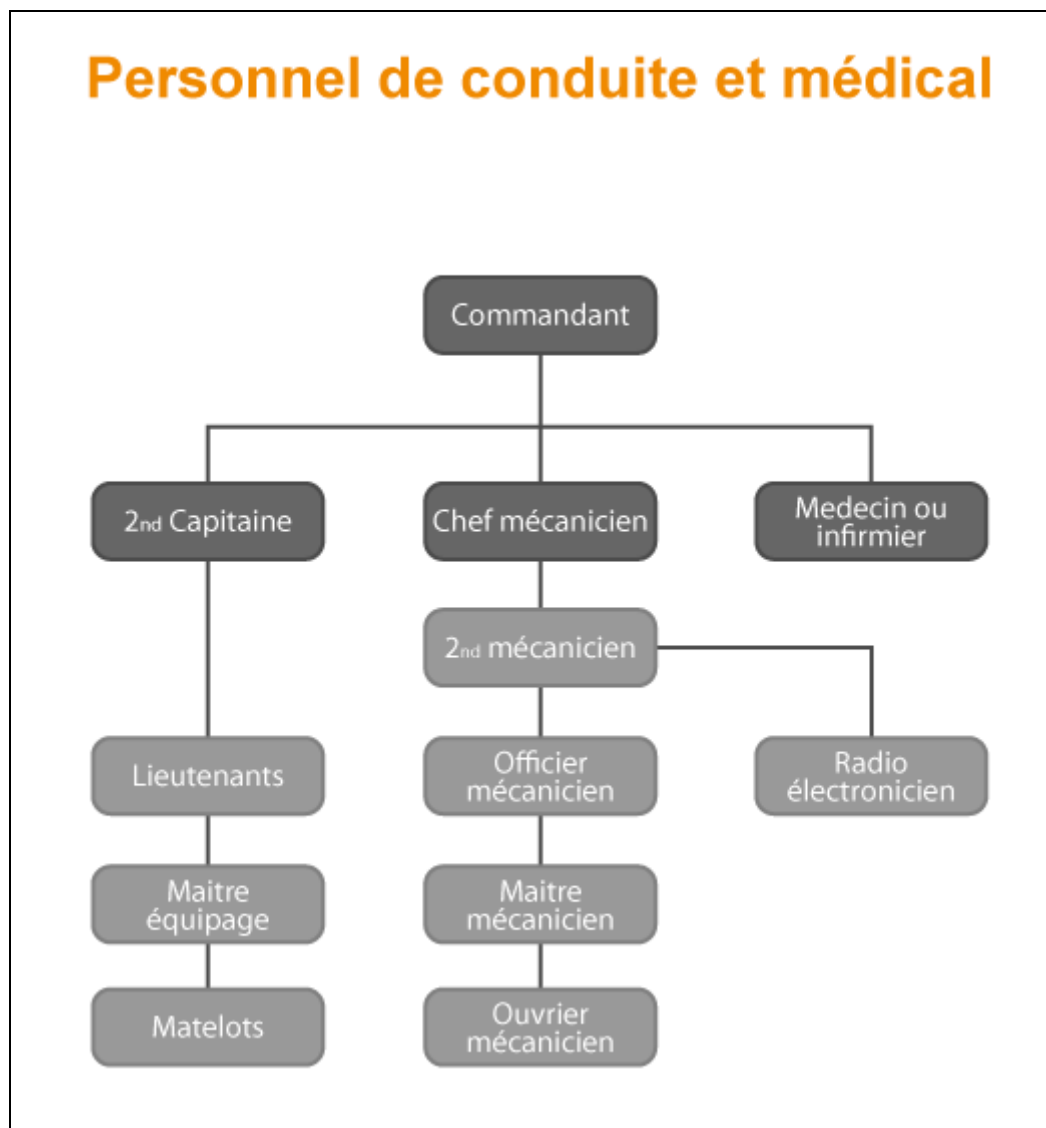 Personnel de conduite et médical
Commandant
2nd Capitaine
Chef mécanicien
Medecin ou
infirmier
2nd mécanicien
Lieutenants
Officier
mécanicien
Radio
électronicien
Maitre
équipage
Maitre
mécanicien
Matelots
Ouvrier
mécanicien